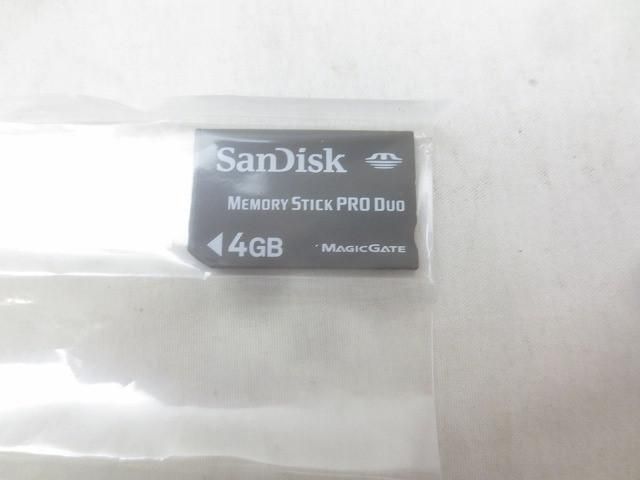 SanDisk
MEMORY STICK PRO DUO
4GB
MAGICGATE